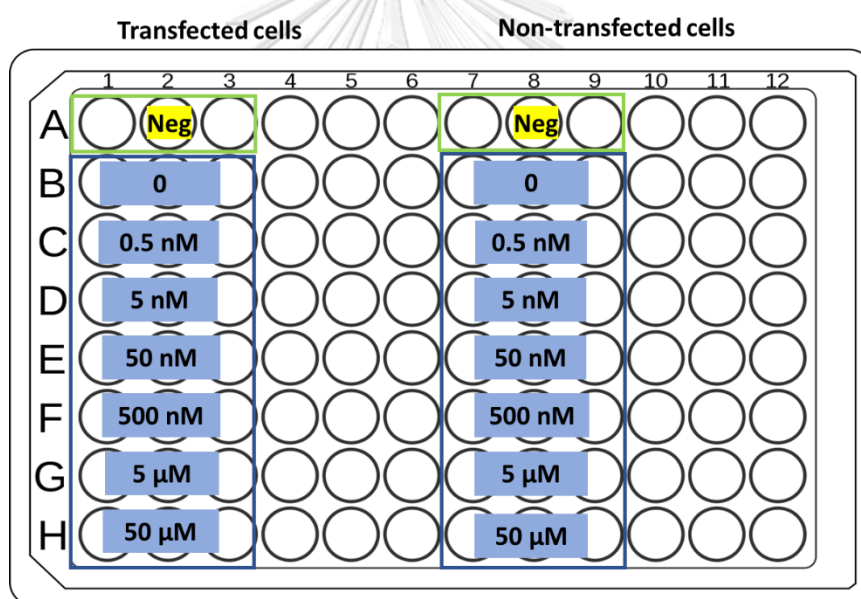 Transfected cells Non-transfected cells
1 2 3 4 5 6 7 8 9 10 11 12
A Neg Neg
B 0 0
C 0.5 nM 0.5 nM
D 5 nM 5 nM
E 50 nM 50 nM
F 500 nM 500 nM
G 5 µM 5 µM
H 50 µM 50 µM